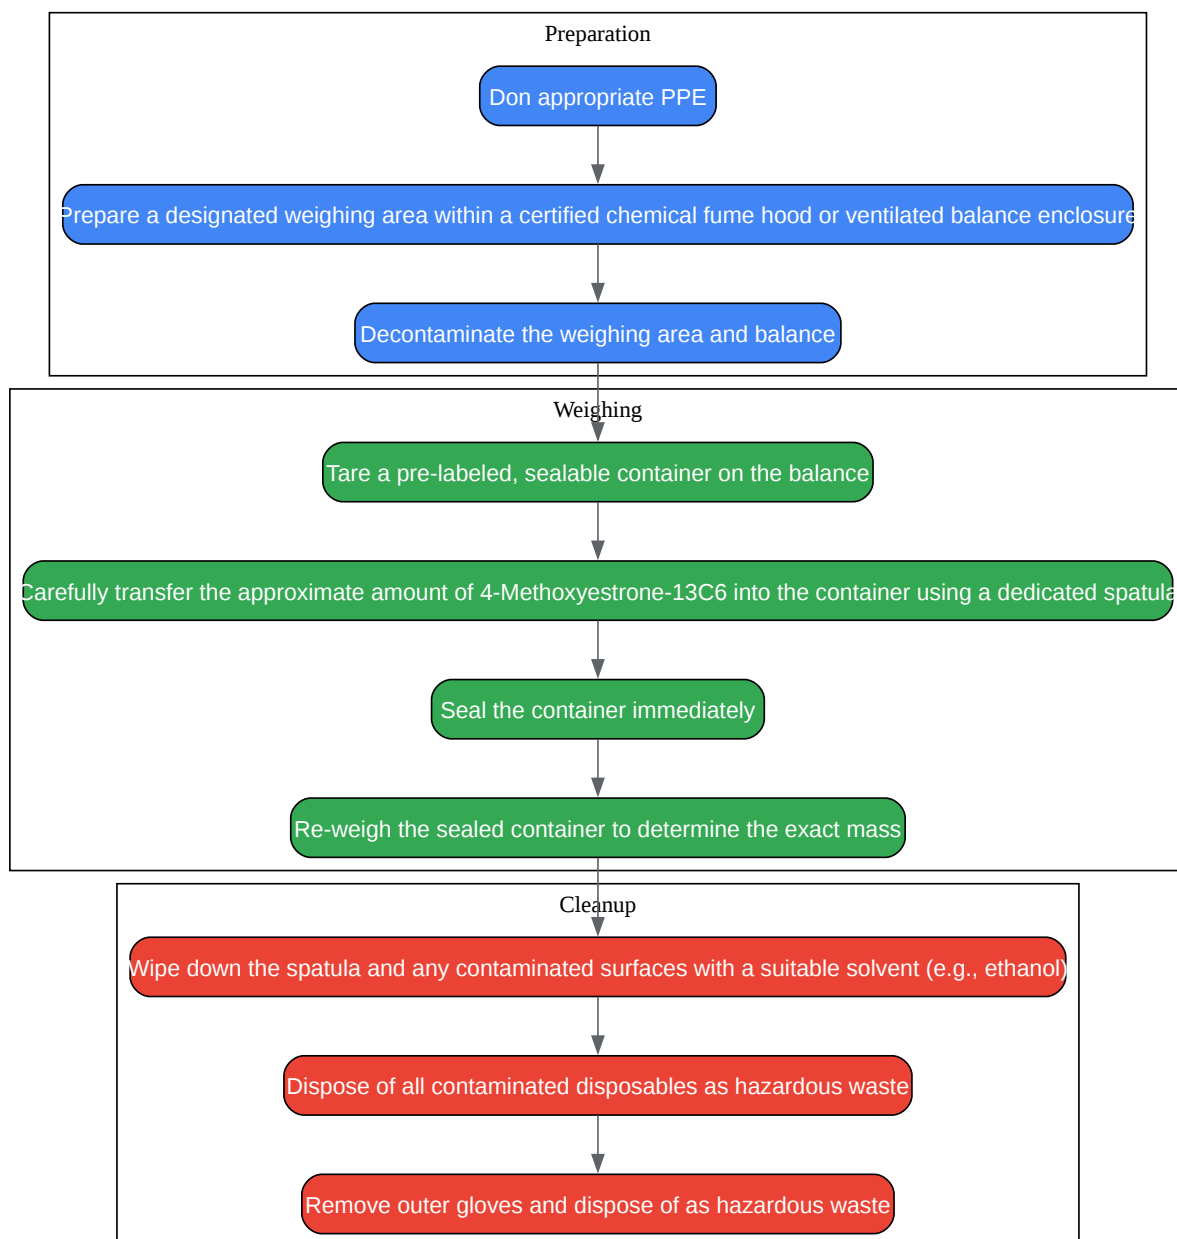 Preparation
Don appropriate PPE
Prepare a designated weighing area within a certified chemical fume hood or ventilated balance enclosure
Decontaminate the weighing area and balance
Weighing
Tare a pre-labeled, sealable container on the balance
Carefully transfer the approximate amount of 4-Methoxyestrone-13C6 into the container using a dedicated spatula
Seal the container immediately
Re-weigh the sealed container to determine the exact mass
Cleanup
Wipe down the spatula and any contaminated surfaces with a suitable solvent (e.g., ethanol)
Dispose of all contaminated disposables as hazardous waste
Remove outer gloves and dispose of as hazardous waste